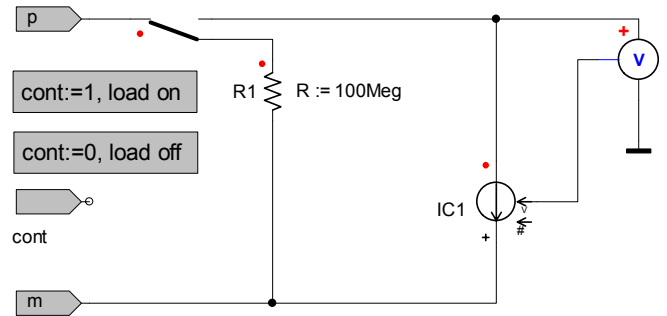 p
+
V
cont:=1, load on
R1 R := 100Meg
cont:=0, load off
IC1
v
#
+
cont
m